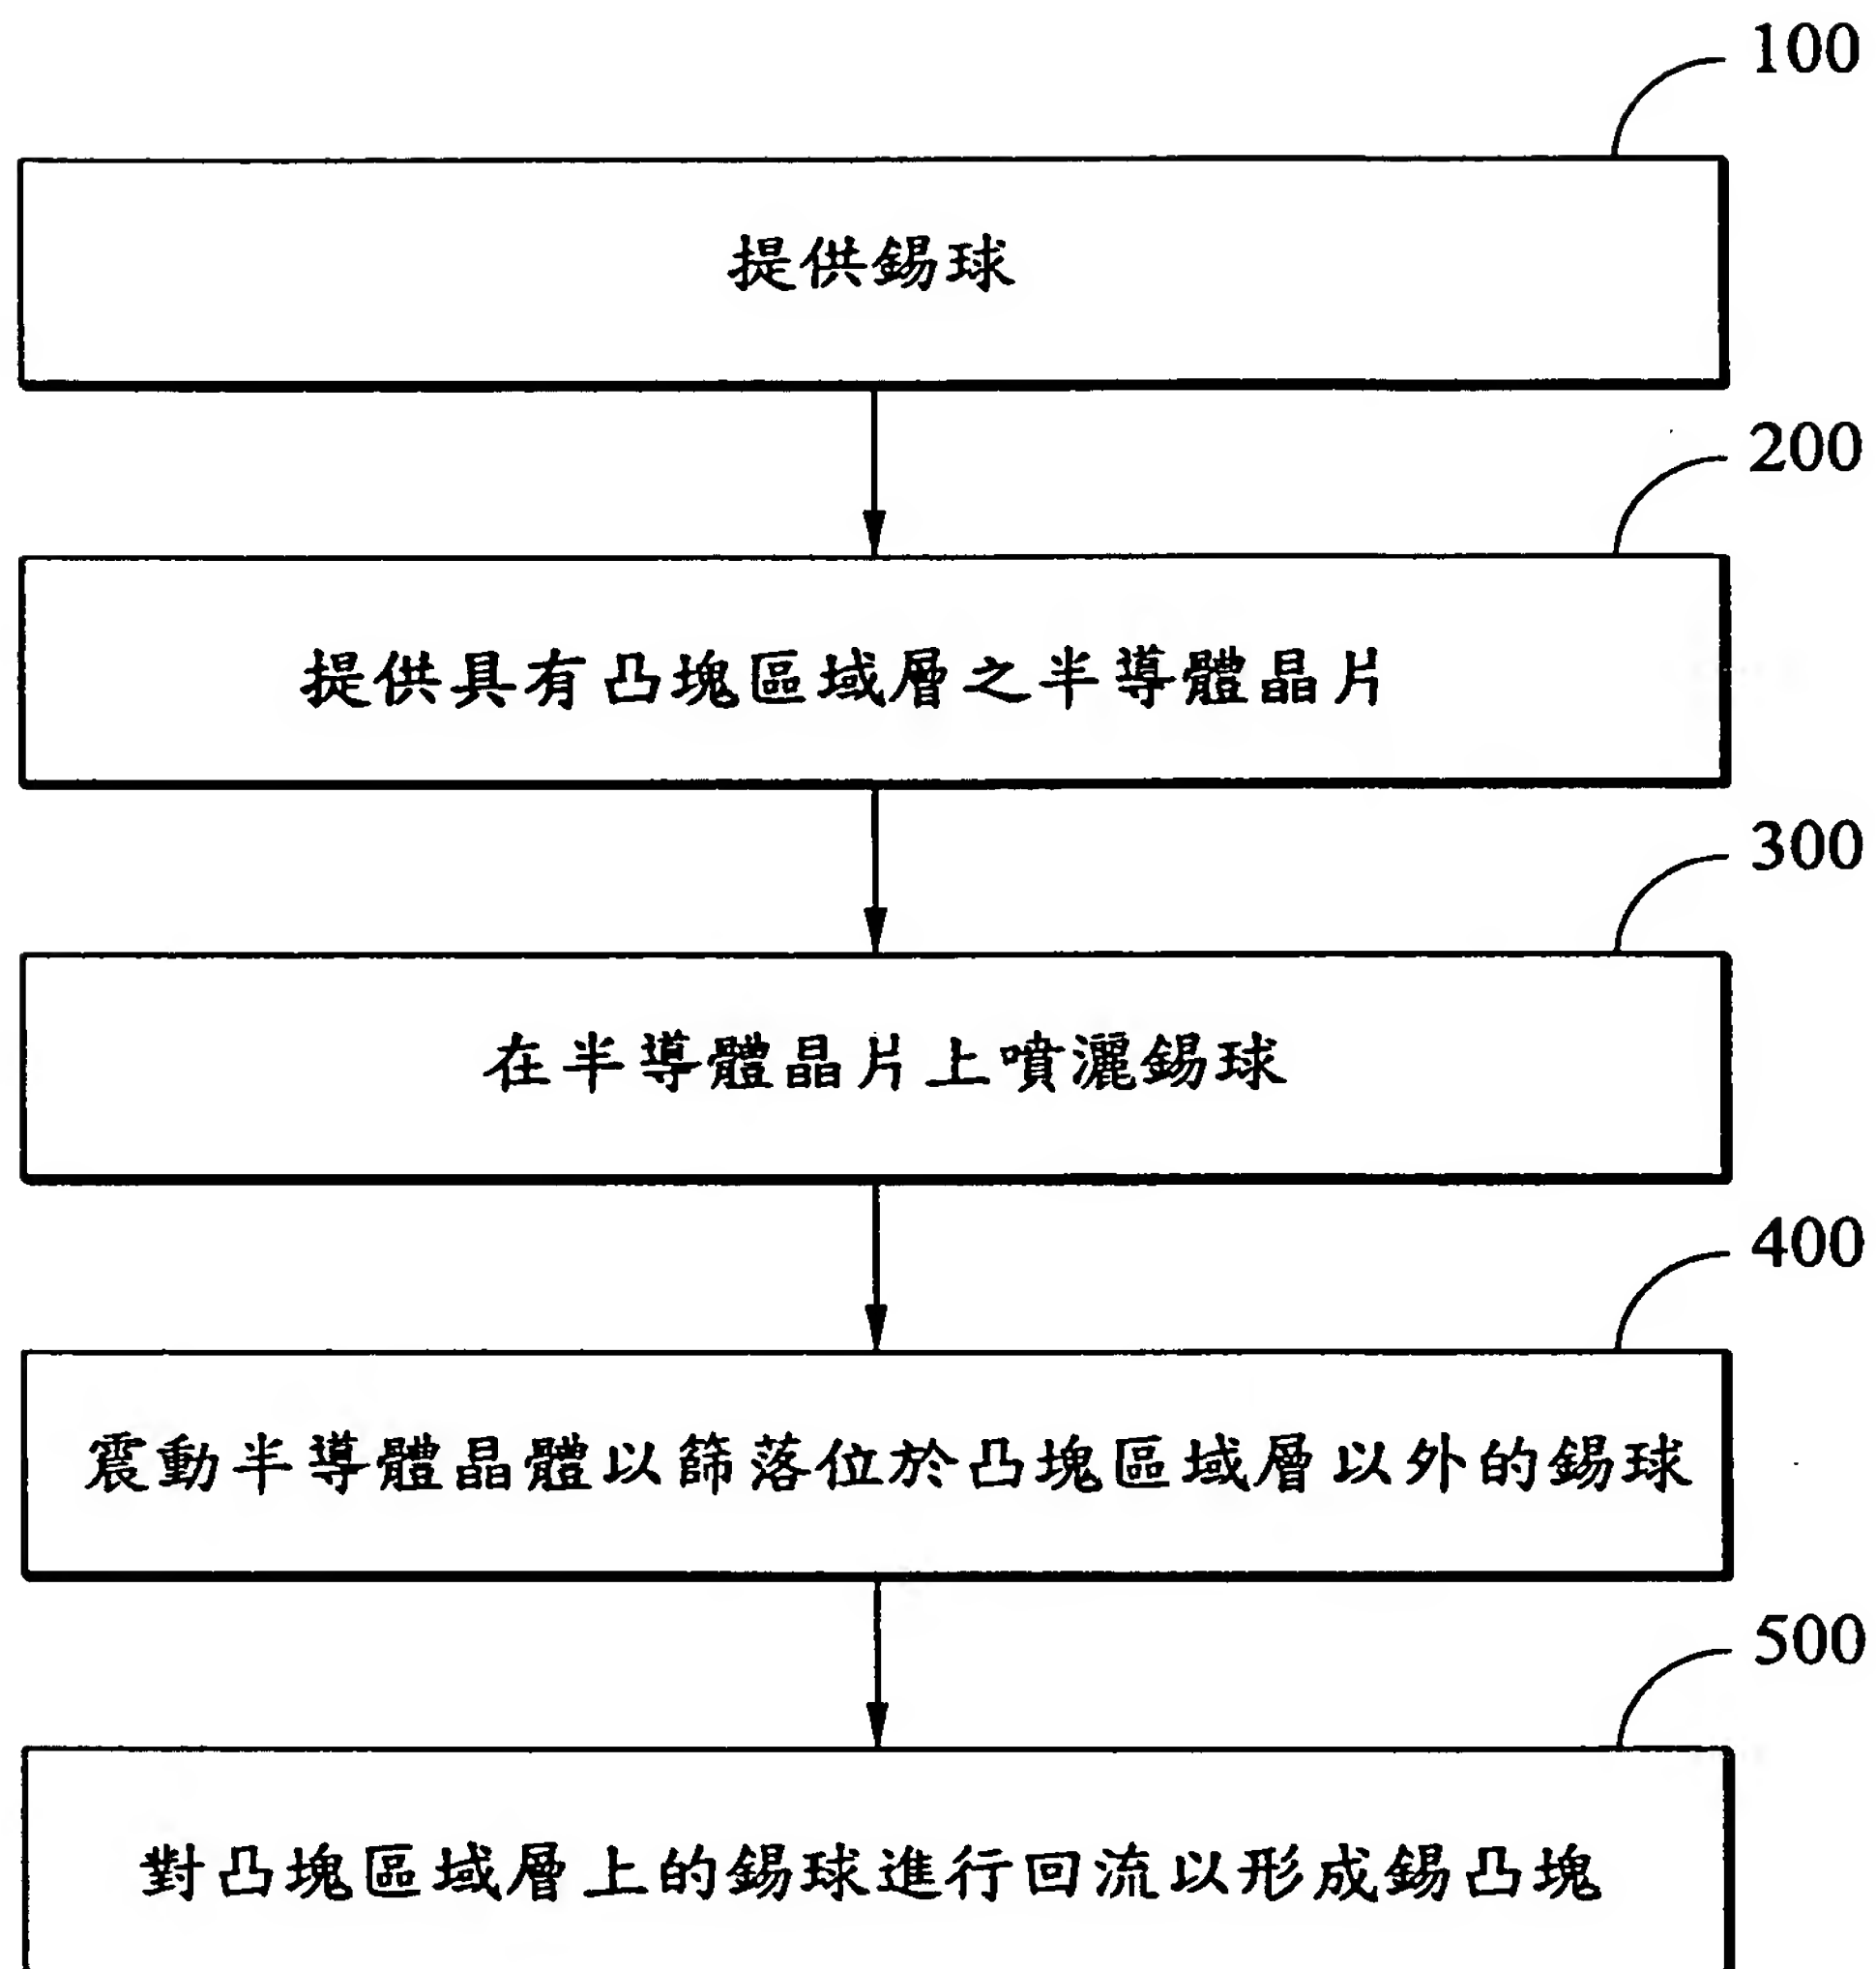 100
提供錫球
200
提供具有凸塊區域層之半導體晶片
300
在半導體晶片上噴灑錫球
400
震動半導體晶體以篩落位於凸塊區域層以外的錫球
500
對凸塊區域層上的錫球進行回流以形成錫凸塊